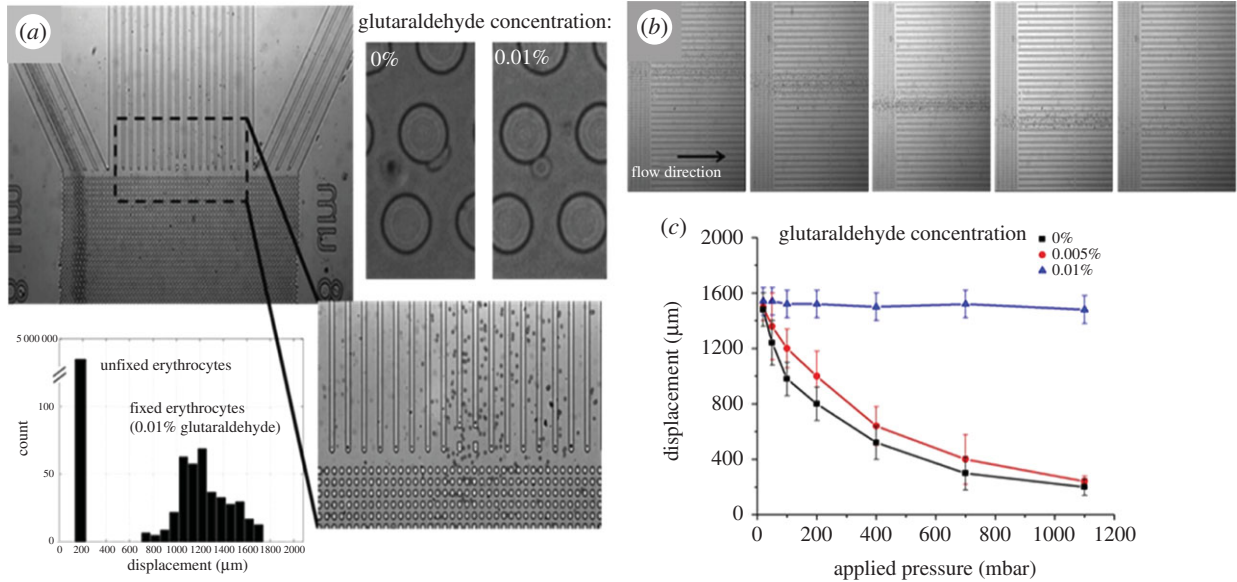 (a)
glutaraldehyde concentration:
0%
0.01%
5 000 000
100
50
0
count
unfixed erythrocytes
fixed erythrocytes
(0.01% glutaraldehyde)
0 200 400 600 800 1000 1200 1400 1600 1800 2000
displacement (µm)
(b)
flow direction
(c)
glutaraldehyde concentration
0%
0.005%
0.01%
2000
1600
1200
800
400
0
displacement (µm)
0 200 400 600 800 1000 1200
applied pressure (mbar)